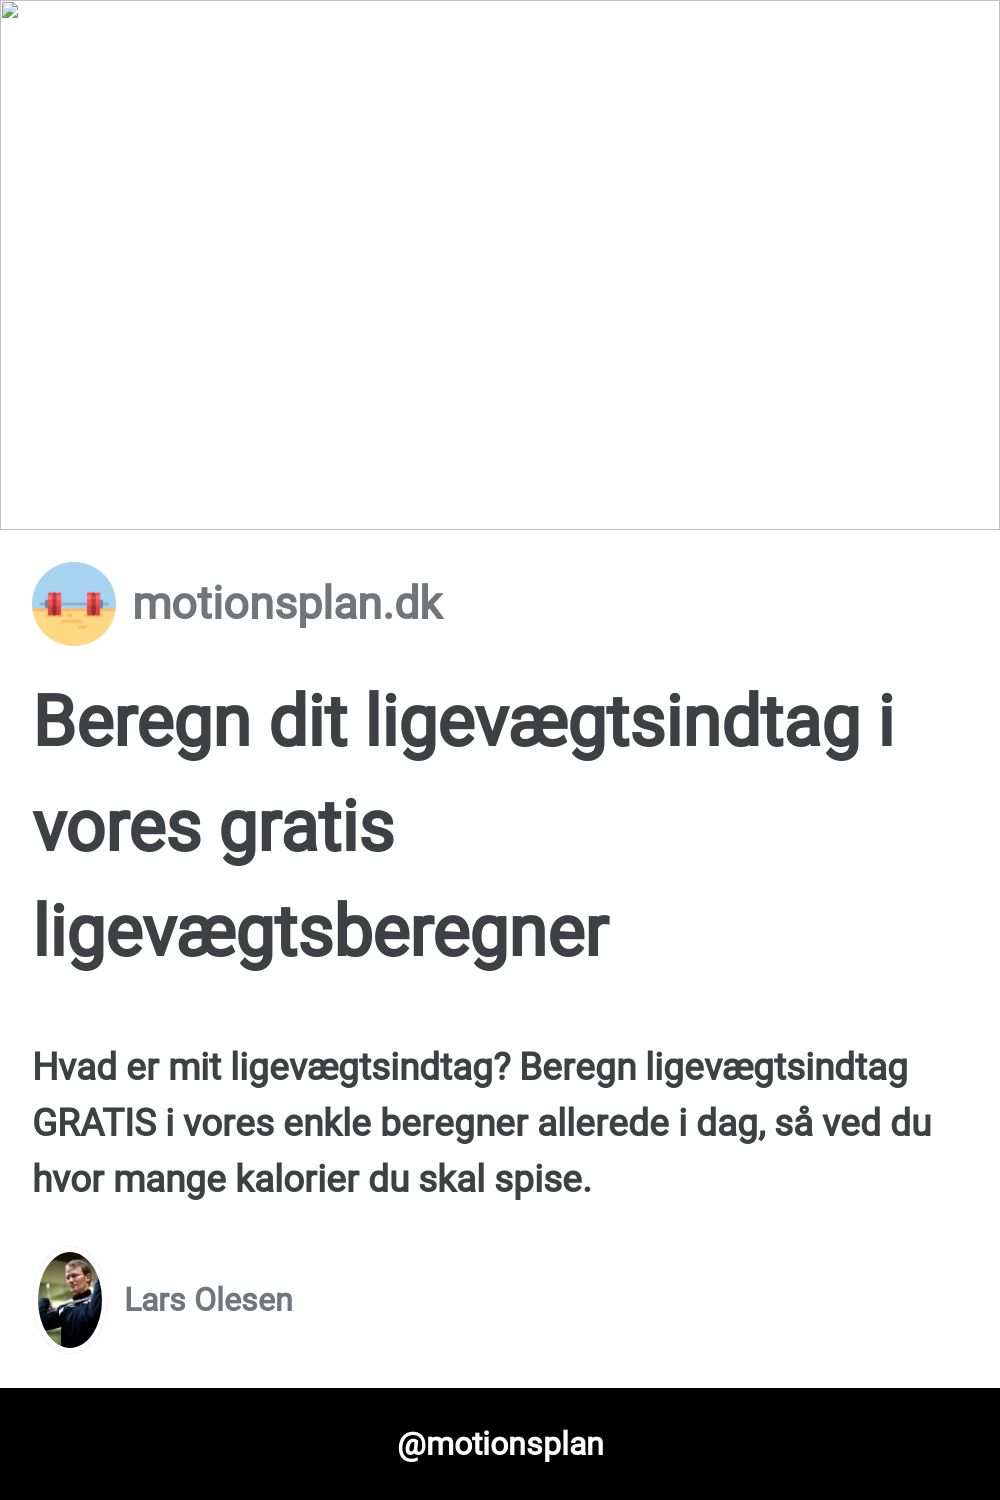 motionsplan.dk
Beregn dit ligevægtsindtag i
vores gratis
ligevægtsberegner
Hvad er mit ligevægtsindtag? Beregn ligevægtsindtag
GRATIS i vores enkle beregner allerede i dag, så ved du
hvor mange kalorier du skal spise.
Lars Olesen
@motionsplan